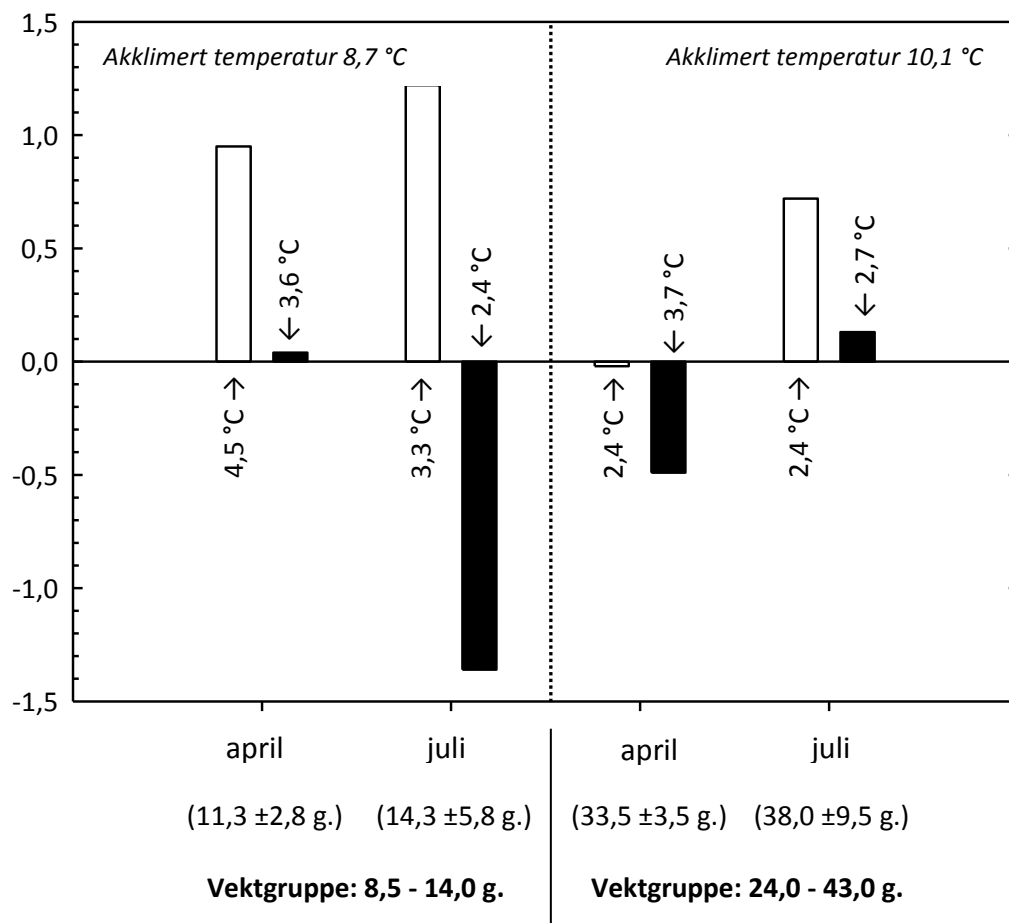 1,5
Akklimert temperatur 8,7 °C
Akklimert temperatur 10,1 °C
1,0
0,5
← 3,6 °C
← 2,4 °C
← 3,7 °C
← 2,7 °C
0,0
4,5 °C →
3,3 °C →
2,4 °C →
2,4 °C →
-0,5
-1,0
-1,5
april juli april juli
(11,3 ±2,8 g.) (14,3 ±5,8 g.) (33,5 ±3,5 g.) (38,0 ±9,5 g.)
Vektgruppe: 8,5 - 14,0 g. Vektgruppe: 24,0 - 43,0 g.